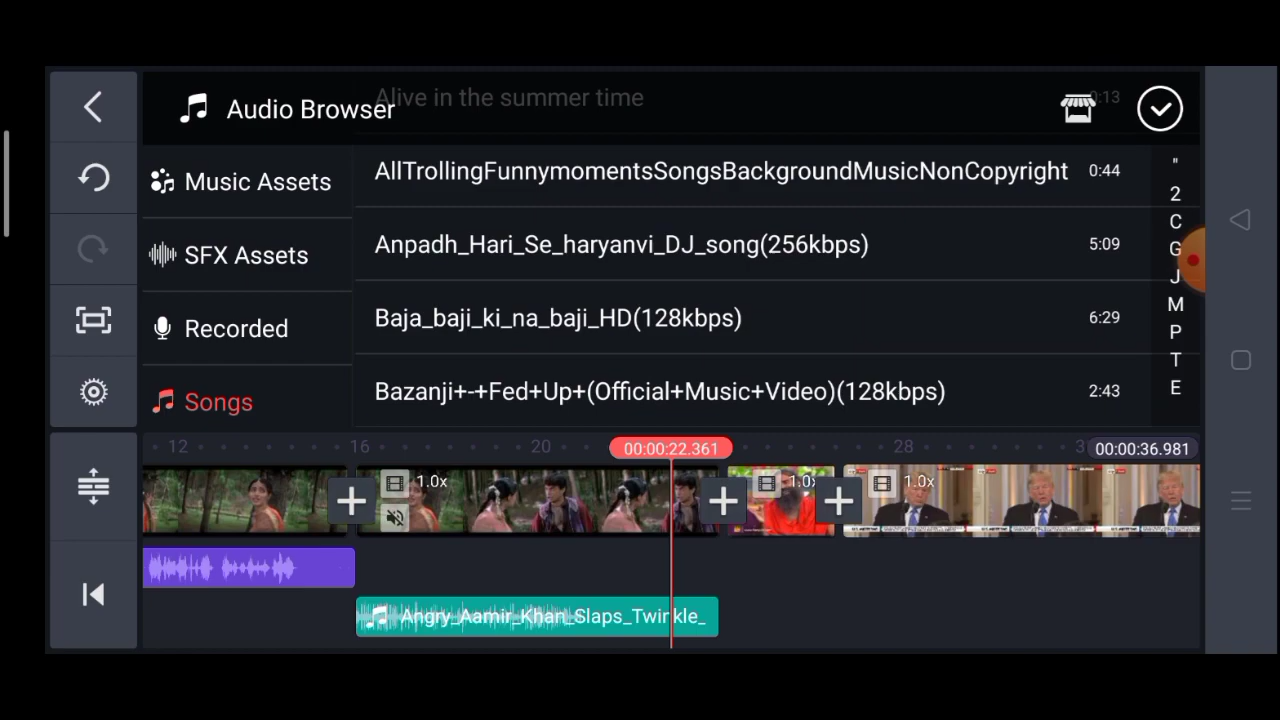 Alive in the summer time
0:13
Audio Browser
Music Assets
SFX Assets
Recorded
Songs
AllTrollingFunnymomentsSongsBackgroundMusicNonCopyright 0:44
Anpadh_Hari_Se_haryanvi_DJ_song(256kbps) 5:09
Baja_baji_ki_na_baji_HD(128kbps) 6:29
Bazanji+-+Fed+Up+(Official+Music+Video)(128kbps) 2:43
"
2
C
G
J
M
P
T
E
12 16 20 00:00:22.361 28 00:00:36.981
1.0x 1.0x 1.0x
Angry_Aamir_Khan_Slaps_Twinkle_